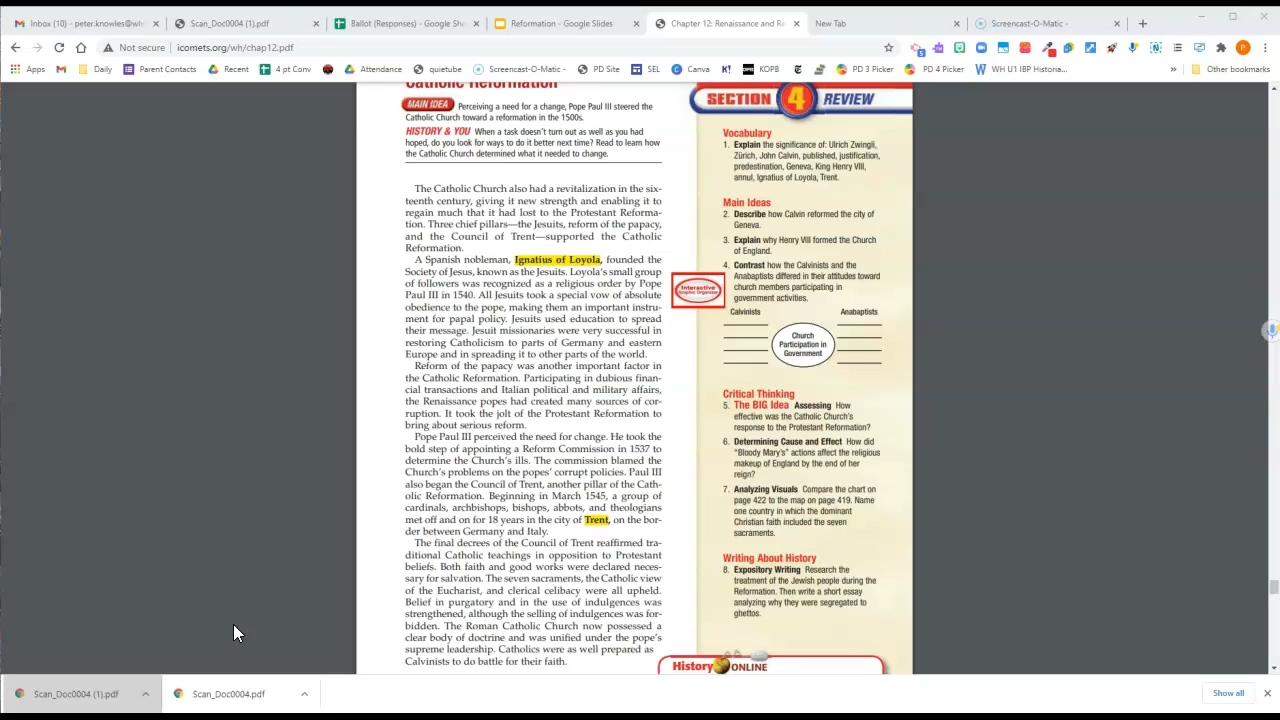 Inbox (10) - peter.knowles@wh
Scan_Doc0004 (1).pdf
Ballot (Responses) - Google She
Reformation - Google Slides
Chapter 12: Renaissance and Re
New Tab
Screencast-O-Matic -
Not secure | icomets.org/wh/chap12.pdf
Apps
Daily
Parent Contacts
Recent
4 pt Conv
Attendance
quietube
Screencast-O-Matic -
PD Site
SEL
Canva
KOPB
PD 3 Picker
PD 4 Picker
WH U1 IBP Historia...
»
Other bookmarks
Catholic Reformation
MAIN IDEA Perceiving a need for a change, Pope Paul III steered the
Catholic Church toward a reformation in the 1500s.
HISTORY & YOU When a task doesn't turn out as well as you had
hoped, do you look for ways to do it better next time? Read to learn how
the Catholic Church determined what it needed to change.
The Catholic Church also had a revitalization in the six-
teenth century, giving it new strength and enabling it to
regain much that it had lost to the Protestant Reforma-
tion. Three chief pillars—the Jesuits, reform of the papacy,
and the Council of Trent—supported the Catholic
Reformation.
A Spanish nobleman, Ignatius of Loyola, founded the
Society of Jesus, known as the Jesuits. Loyola's small group
of followers was recognized as a religious order by Pope
Paul III in 1540. All Jesuits took a special vow of absolute
obedience to the pope, making them an important instru-
ment for papal policy. Jesuits used education to spread
their message. Jesuit missionaries were very successful in
restoring Catholicism to parts of Germany and eastern
Europe and in spreading it to other parts of the world.
Reform of the papacy was another important factor in
the Catholic Reformation. Participating in dubious finan-
cial transactions and Italian political and military affairs,
the Renaissance popes had created many sources of cor-
ruption. It took the jolt of the Protestant Reformation to
bring about serious reform.
Pope Paul III perceived the need for change. He took the
bold step of appointing a Reform Commission in 1537 to
determine the Church's ills. The commission blamed the
Church's problems on the popes' corrupt policies. Paul III
also began the Council of Trent, another pillar of the Cath-
olic Reformation. Beginning in March 1545, a group of
cardinals, archbishops, bishops, abbots, and theologians
met off and on for 18 years in the city of Trent, on the bor-
der between Germany and Italy.
The final decrees of the Council of Trent reaffirmed tra-
ditional Catholic teachings in opposition to Protestant
beliefs. Both faith and good works were declared neces-
sary for salvation. The seven sacraments, the Catholic view
of the Eucharist, and clerical celibacy were all upheld.
Belief in purgatory and in the use of indulgences was
strengthened, although the selling of indulgences was for-
bidden. The Roman Catholic Church now possessed a
clear body of doctrine and was unified under the pope's
supreme leadership. Catholics were as well prepared as
Calvinists to do battle for their faith.
SECTION 4 REVIEW
Vocabulary
1. Explain the significance of: Ulrich Zwingli,
Zürich, John Calvin, published, justification,
predestination, Geneva, King Henry VIII,
annul, Ignatius of Loyola, Trent.
Main Ideas
2. Describe how Calvin reformed the city of
Geneva.
3. Explain why Henry VIII formed the Church
of England.
4. Contrast how the Calvinists and the
Anabaptists differed in their attitudes toward
church members participating in
government activities.
Interactive
Graphic Organizer
Calvinists
Anabaptists
Church
Participation in
Government
Critical Thinking
5. The BIG Idea Assessing How
effective was the Catholic Church's
response to the Protestant Reformation?
6. Determining Cause and Effect How did
"Bloody Mary's" actions affect the religious
makeup of England by the end of her
reign?
7. Analyzing Visuals Compare the chart on
page 422 to the map on page 419. Name
one country in which the dominant
Christian faith included the seven
sacraments.
Writing About History
8. Expository Writing Research the
treatment of the Jewish people during the
Reformation. Then write a short essay
analyzing why they were segregated to
ghettos.
History ONLINE
Scan_Doc0004 (1).pdf
Scan_Doc0004.pdf
Show all